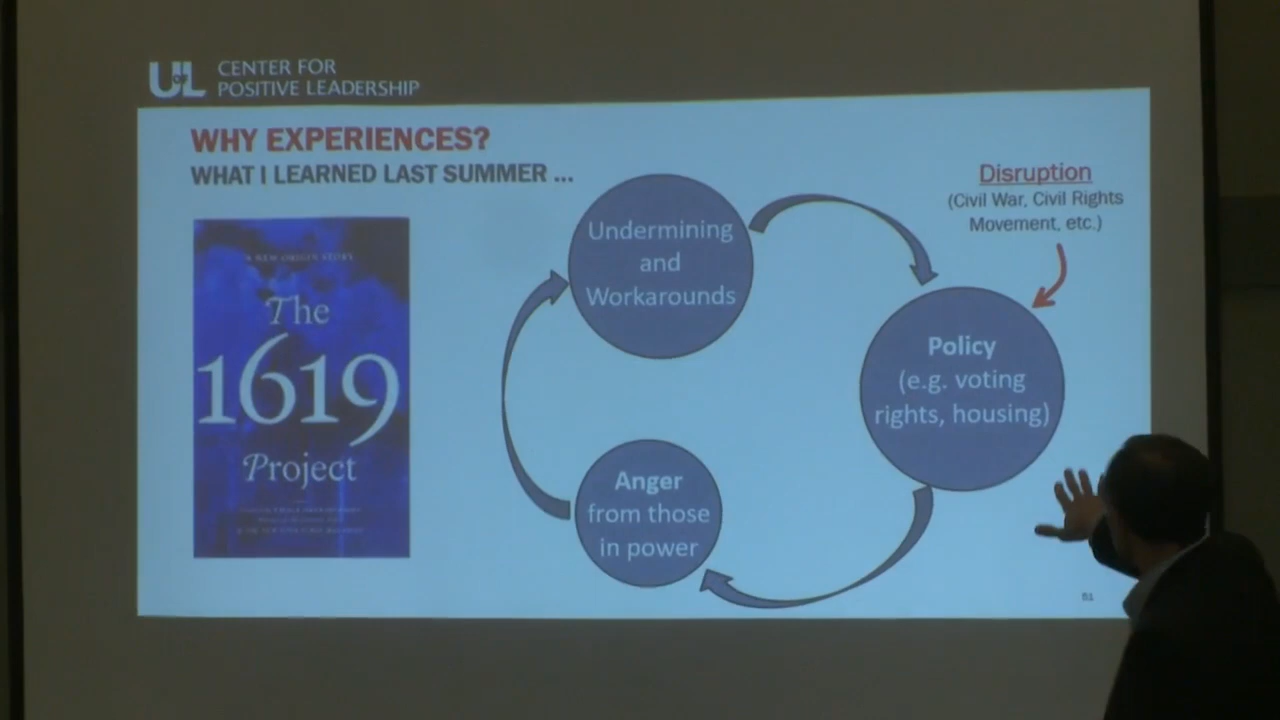 UofL
CENTER FOR
POSITIVE LEADERSHIP
WHY EXPERIENCES?
WHAT I LEARNED LAST SUMMER ...
A NEW ORIGIN STORY
The
1619
Project
Undermining
and
Workarounds
Disruption
(Civil War, Civil Rights
Movement, etc.)
Policy
(e.g. voting
rights, housing)
Anger
from those
in power
51